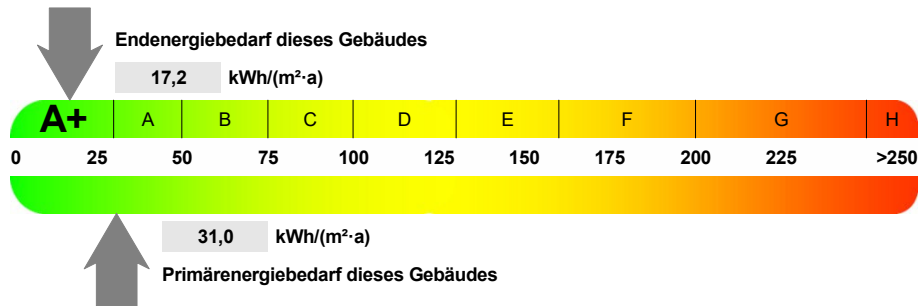 Endenergiebedarf dieses Gebäudes
17,2 kWh/(m²·a)
A+ A B C D E F G H
0 25 50 75 100 125 150 175 200 225 >250
31,0 kWh/(m²·a)
Primärenergiebedarf dieses Gebäudes